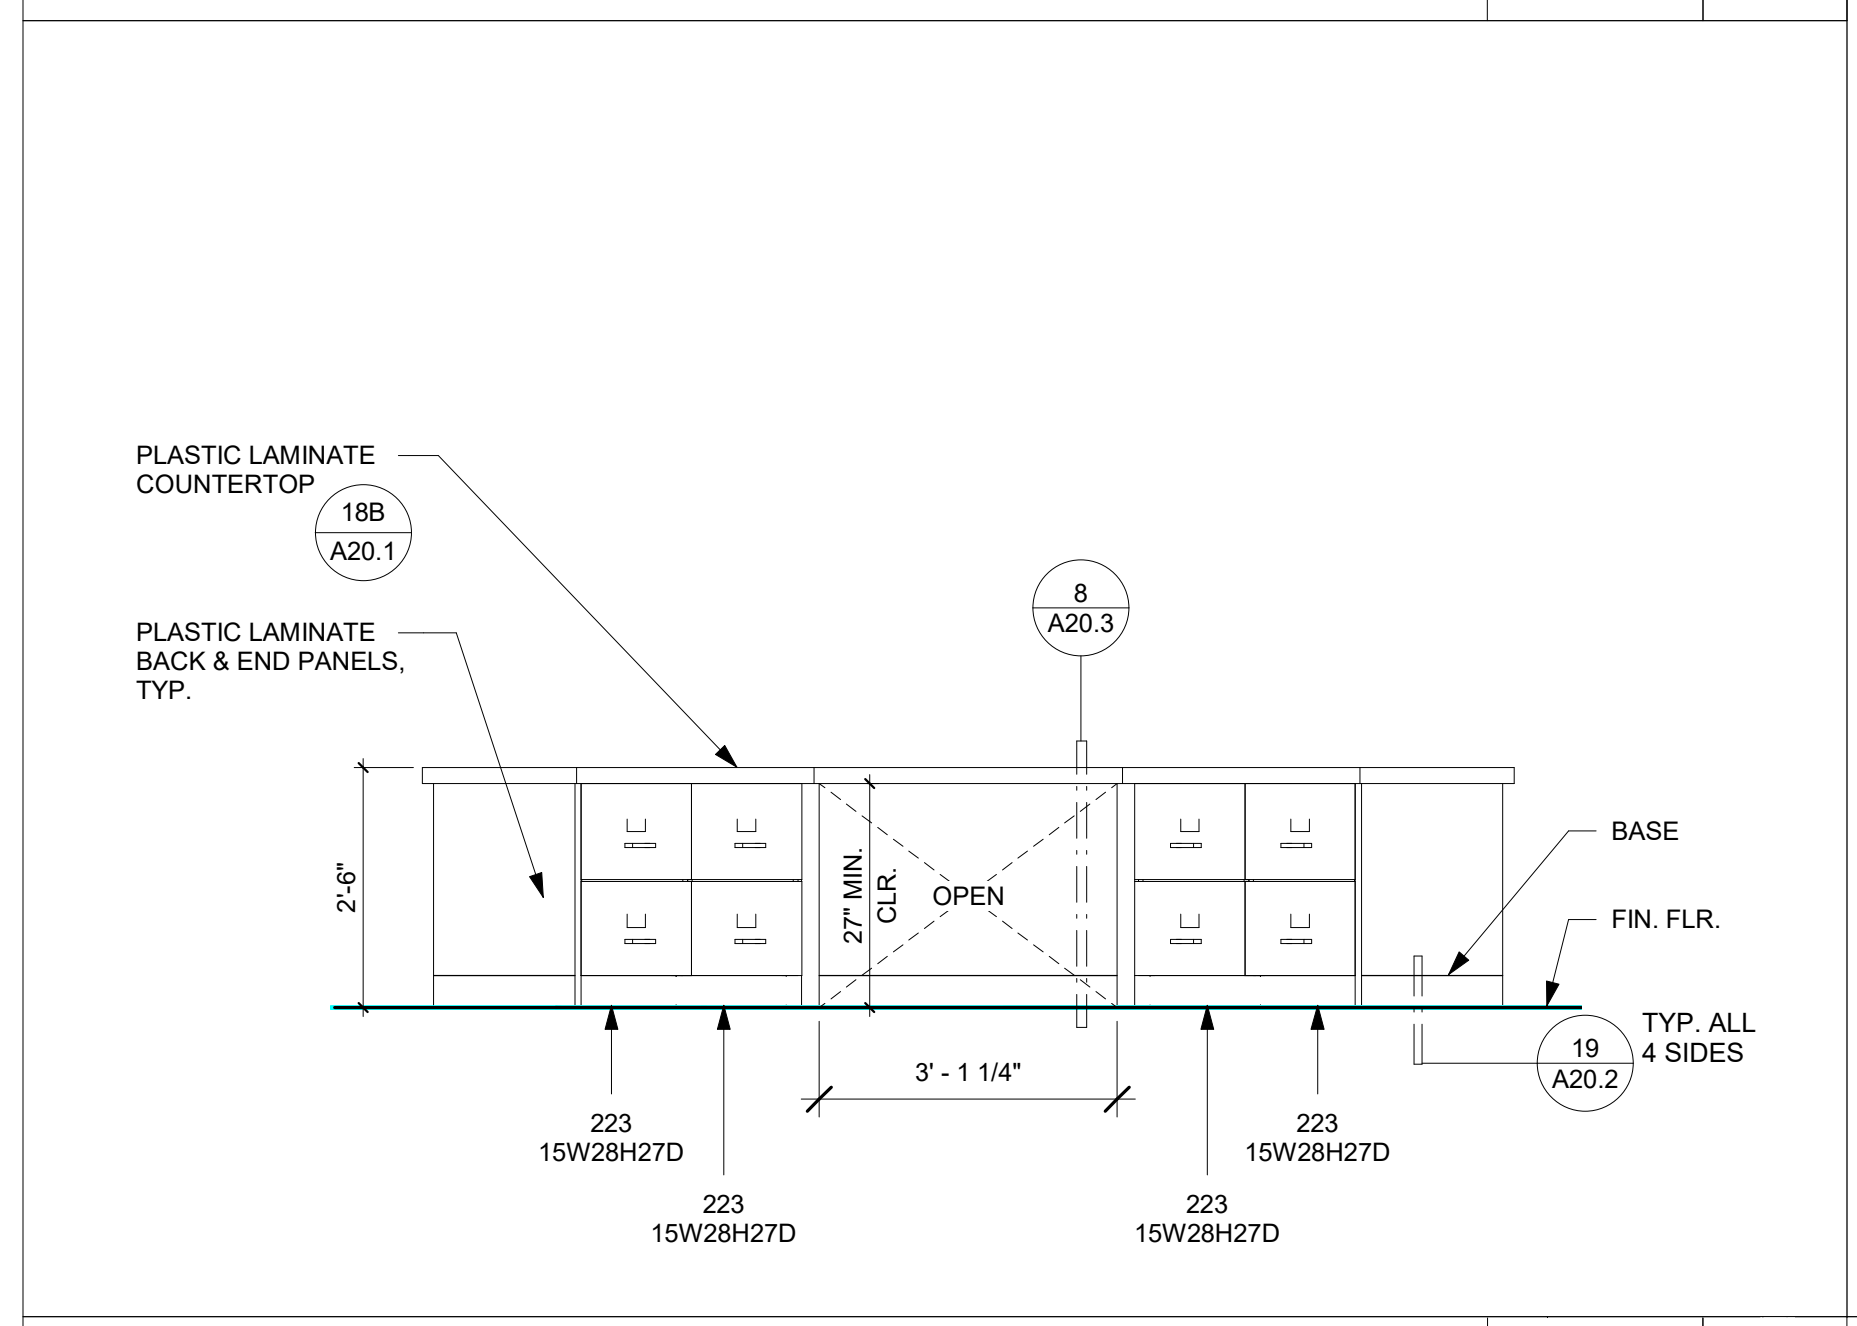 PLASTIC LAMINATE
COUNTERTOP
18B
A20.1
8
A20.3
PLASTIC LAMINATE
BACK & END PANELS,
TYP.
2'-6"
27" MIN.
CLR.
OPEN
BASE
FIN. FLR.
TYP. ALL
4 SIDES
19
A20.2
3' - 1 1/4"
223
15W28H27D
223
15W28H27D
223
15W28H27D
223
15W28H27D